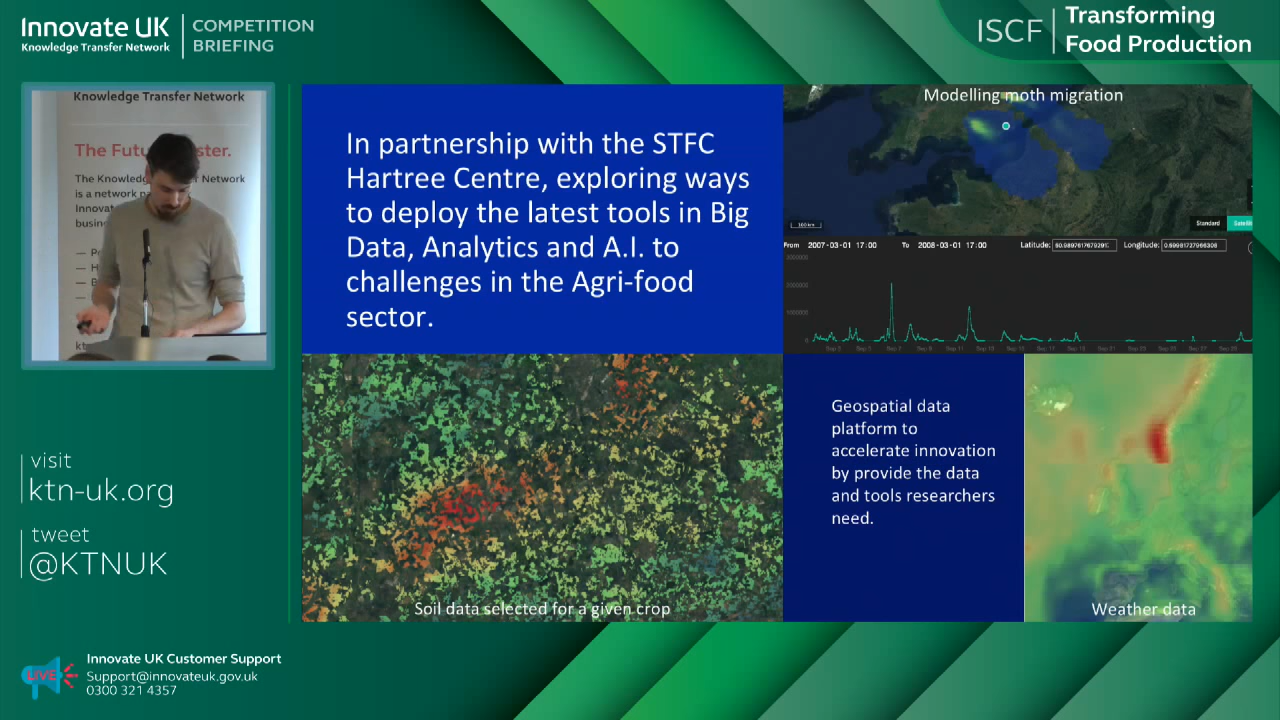 Innovate UK
Knowledge Transfer Network
COMPETITION
BRIEFING
ISCF
Transforming
Food Production
Knowledge Transfer Network
The Futu
ster.
The Knowled
Network
is a network
Innovat
busin
In partnership with the STFC
Hartree Centre, exploring ways
to deploy the latest tools in Big
Data, Analytics and A.I. to
challenges in the Agri-food
sector.
Modelling moth migration
Standard
From 2007-03-01 17:00 To 2008-03-01 17:00 Latitude: Longitude:
Soil data selected for a given crop
Geospatial data
platform to
accelerate innovation
by provide the data
and tools researchers
need.
Weather data
visit
ktn-uk.org
tweet
@KTNUK
LIVE
Innovate UK Customer Support
Support@innovateuk.gov.uk
0300 321 4357